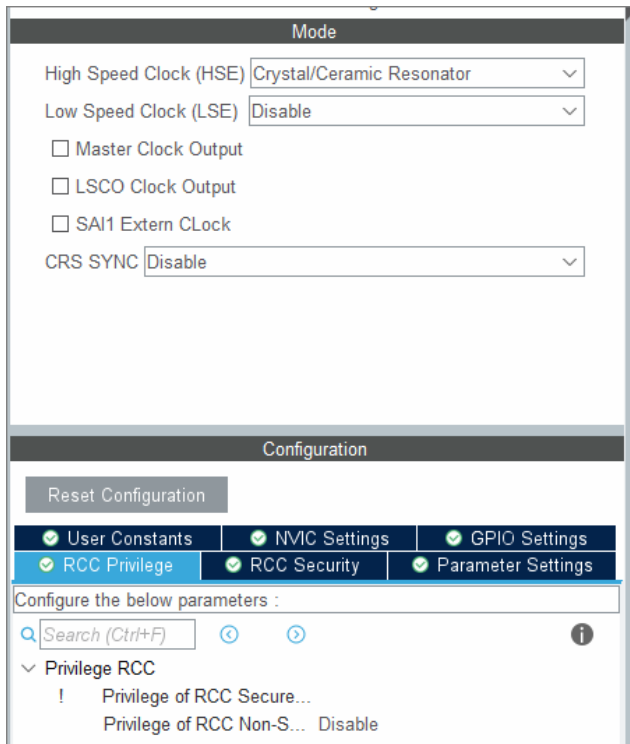 Mode
High Speed Clock (HSE) Crystal/Ceramic Resonator
Low Speed Clock (LSE) Disable
Master Clock Output
LSCO Clock Output
SAI1 Extern CLock
CRS SYNC Disable
Configuration
Reset Configuration
User Constants NVIC Settings GPIO Settings
RCC Privilege RCC Security Parameter Settings
Configure the below parameters :
Search (Ctrl+F)
Privilege RCC
! Privilege of RCC Secure...
Privilege of RCC Non-S... Disable